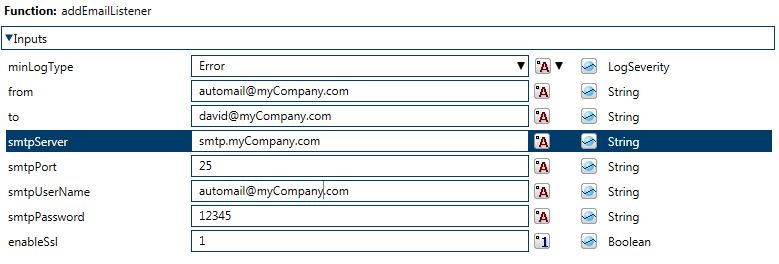 Function: addEmailListener
Inputs
minLogType Error A LogSeverity
from automail@myCompany.com A String
to david@myCompany.com A String
smtpServer smtp.myCompany.com A String
smtpPort 25 A String
smtpUserName automail@myCompany.com A String
smtpPassword 12345 A String
enableSsl 1 1 Boolean